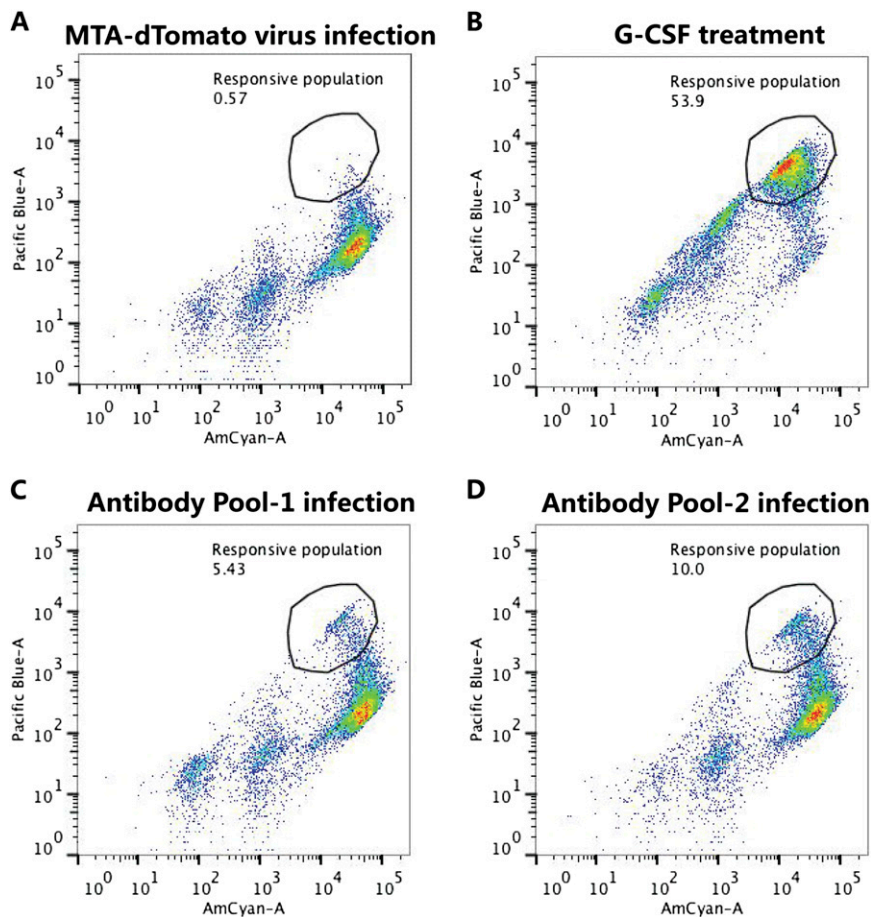 A
MTA-dTomato virus infection
Responsive population
0.57
10^5
10^4
10^3
10^2
10^1
10^0
Pacific Blue-A
10^0 10^1 10^2 10^3 10^4 10^5
AmCyan-A
B
G-CSF treatment
Responsive population
53.9
10^5
10^4
10^3
10^2
10^1
10^0
Pacific Blue-A
10^0 10^1 10^2 10^3 10^4 10^5
AmCyan-A
C
Antibody Pool-1 infection
Responsive population
5.43
10^5
10^4
10^3
10^2
10^1
10^0
Pacific Blue-A
10^0 10^1 10^2 10^3 10^4 10^5
AmCyan-A
D
Antibody Pool-2 infection
Responsive population
10.0
10^5
10^4
10^3
10^2
10^1
10^0
Pacific Blue-A
10^0 10^1 10^2 10^3 10^4 10^5
AmCyan-A